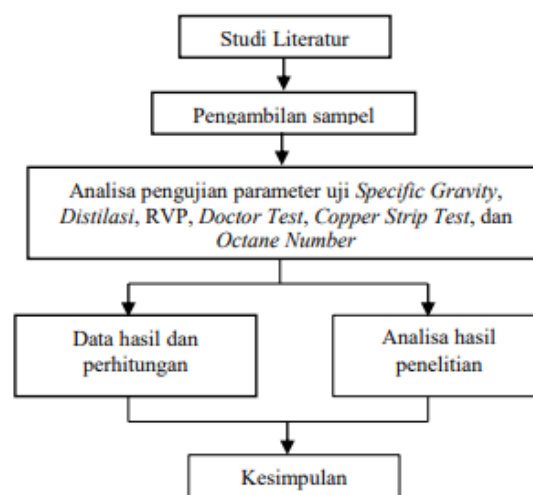 Studi Literatur
Pengambilan sampel
Analisa pengujian parameter uji Specific Gravity,
Distilasi, RVP, Doctor Test, Copper Strip Test, dan
Octane Number
Data hasil dan
perhitungan
Analisa hasil
penelitian
Kesimpulan